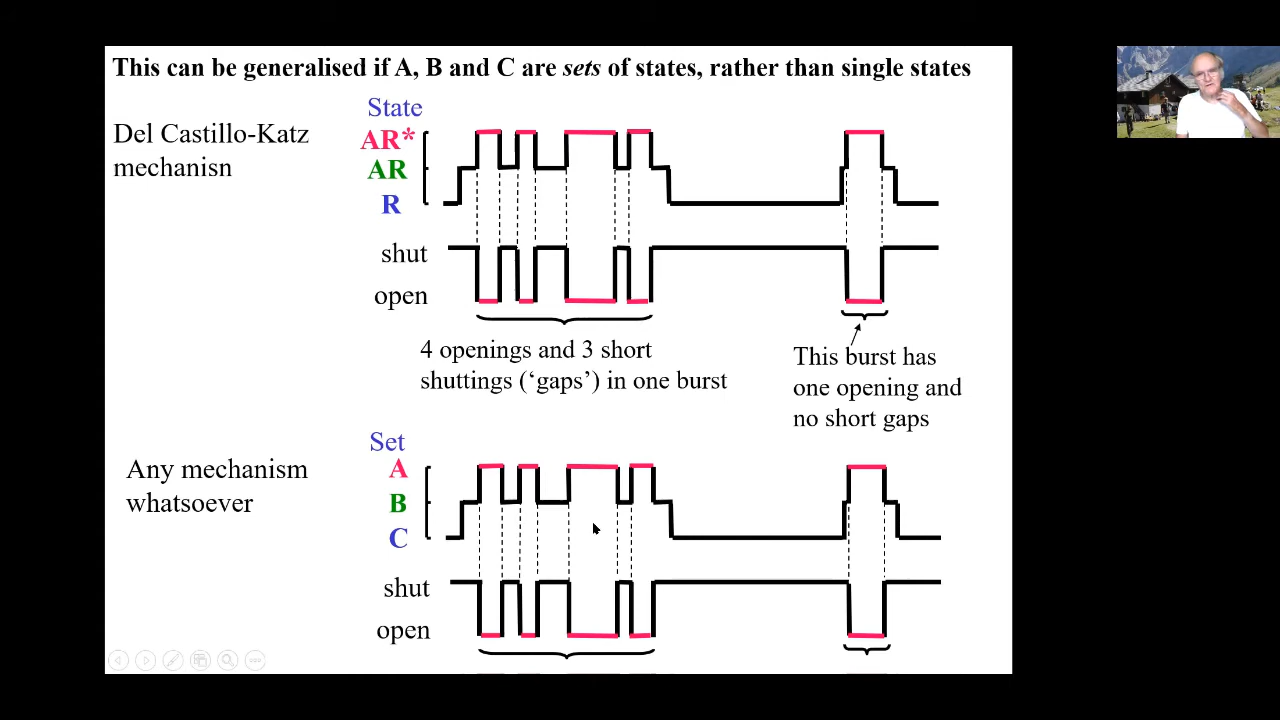 This can be generalised if A, B and C are sets of states, rather than single states
Del Castillo-Katz
mechanisn
State
AR*
AR
R
shut
open
4 openings and 3 short
shuttings (‘gaps’) in one burst
This burst has
one opening and
no short gaps
Any mechanism
whatsoever
Set
A
B
C
shut
open